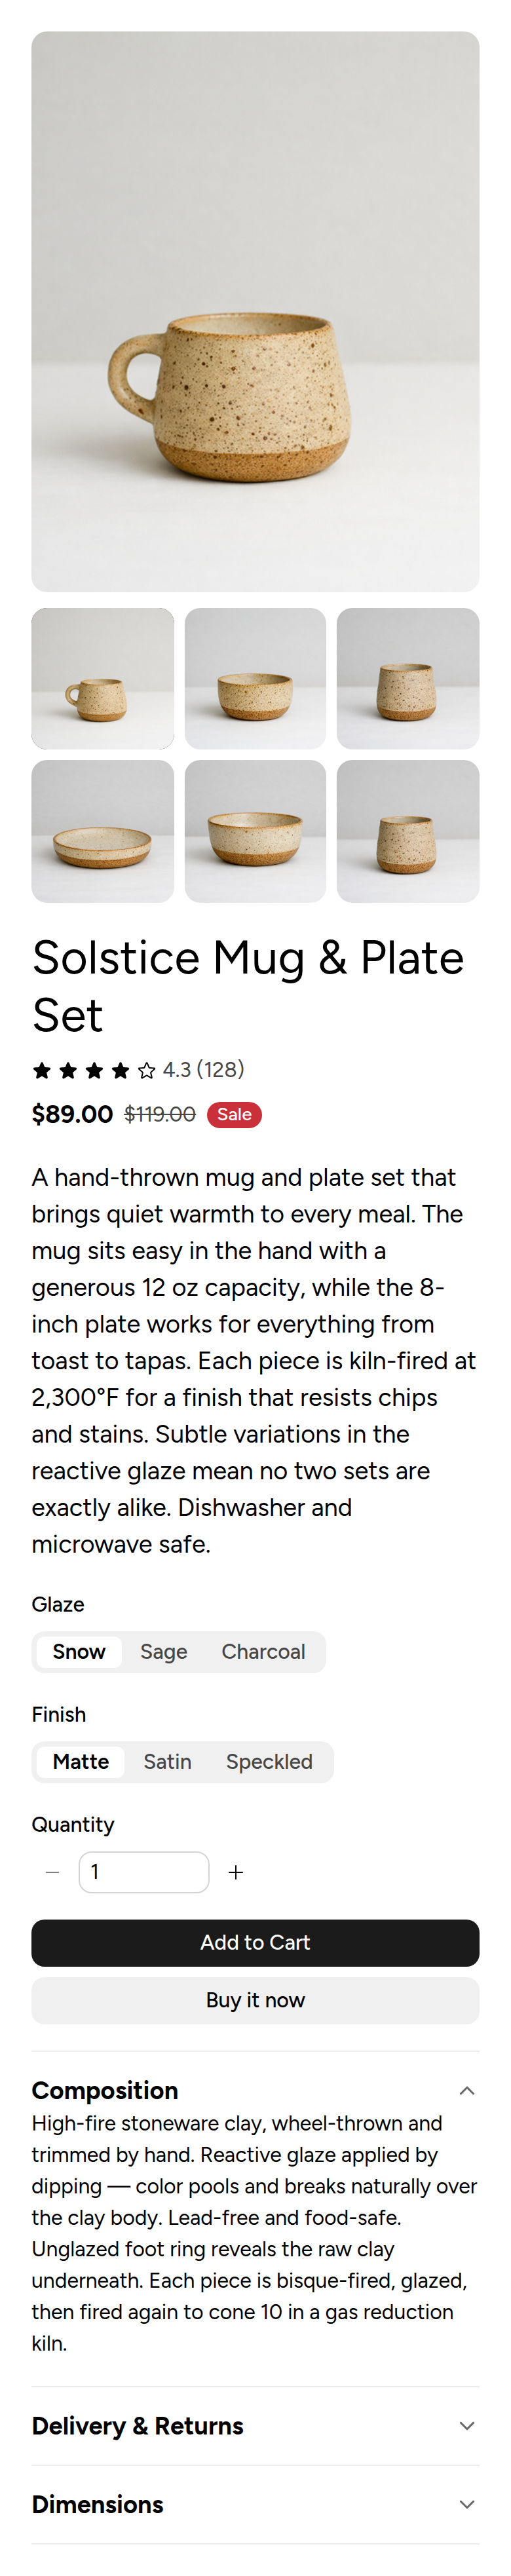 Solstice Mug & Plate
Set
4.3 (128)
$89.00 $119.00 Sale
A hand-thrown mug and plate set that
brings quiet warmth to every meal. The
mug sits easy in the hand with a
generous 12 oz capacity, while the 8-
inch plate works for everything from
toast to tapas. Each piece is kiln-fired at
2,300°F for a finish that resists chips
and stains. Subtle variations in the
reactive glaze mean no two sets are
exactly alike. Dishwasher and
microwave safe.
Glaze
Snow Sage Charcoal
Finish
Matte Satin Speckled
Quantity
1
Add to Cart
Buy it now
Composition
High-fire stoneware clay, wheel-thrown and
trimmed by hand. Reactive glaze applied by
dipping — color pools and breaks naturally over
the clay body. Lead-free and food-safe.
Unglazed foot ring reveals the raw clay
underneath. Each piece is bisque-fired, glazed,
then fired again to cone 10 in a gas reduction
kiln.
Delivery & Returns
Dimensions